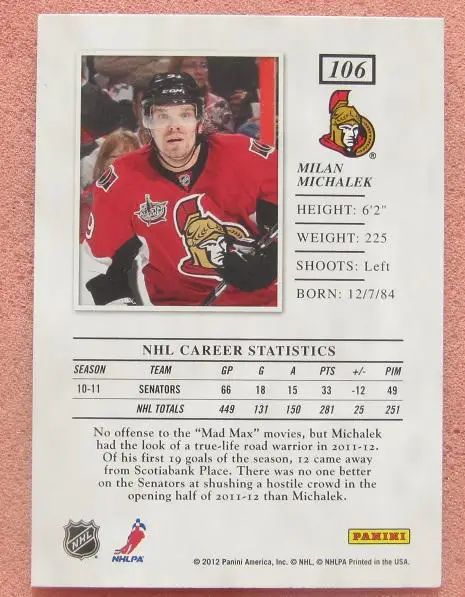 106
MILAN
MICHALEK
HEIGHT: 6'2"
WEIGHT: 225
SHOOTS: Left
BORN: 12/7/84
NHL CAREER STATISTICS
SEASON TEAM GP G A PTS +/- PIM
10-11 SENATORS 66 18 15 33 -12 49
NHL TOTALS 449 131 150 281 25 251
No offense to the "Mad Max" movies, but Michalek
had the look of a true-life road warrior in 2011-12.
Of his first 19 goals of the season, 12 came away
from Scotiabank Place. There was no one better
on the Senators at shushing a hostile crowd in the
opening half of 2011-12 than Michalek.
NHL
NHLPA
PANINI
© 2012 Panini America, Inc. © NHL, © NHLPA Printed in the USA.